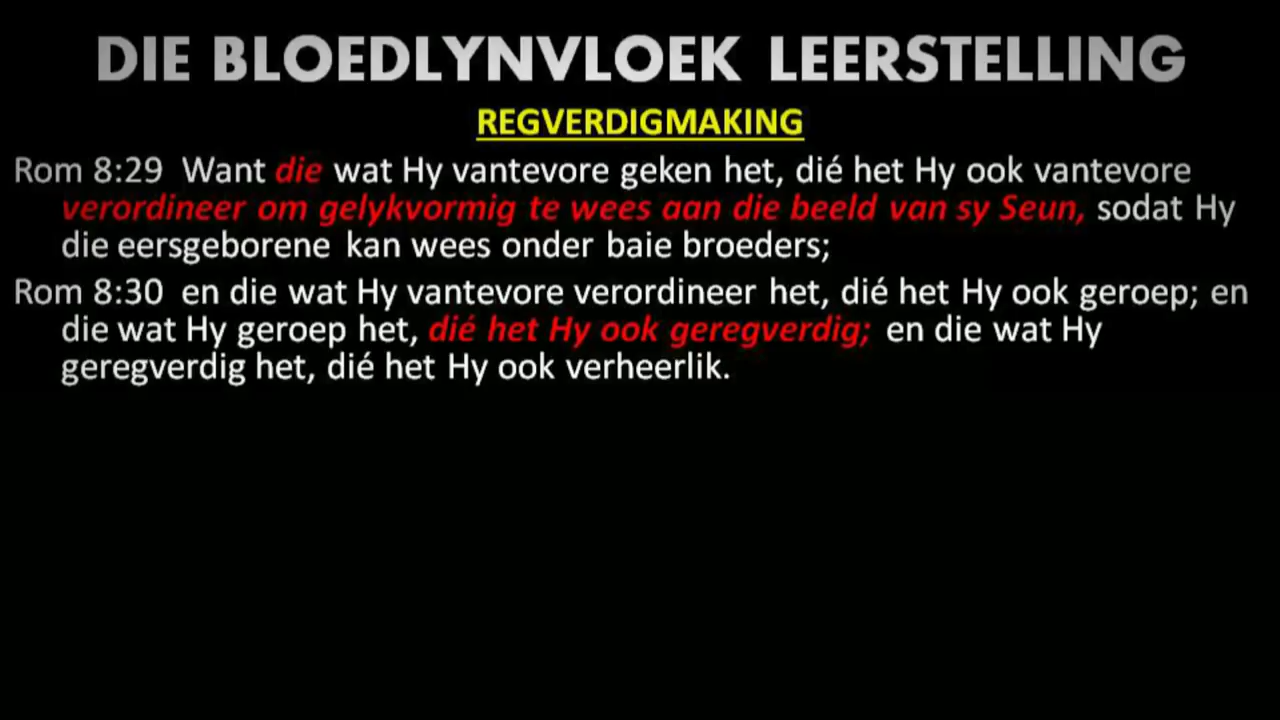 DIE BLOEDLYNVLOEK LEERSTELLING
REGVERDIGMAKING
Rom 8:29 Want die wat Hy vantevore geken het, dié het Hy ook vantevore
verordineer om gelykvormig te wees aan die beeld van sy Seun, sodat Hy
die eersgeborene kan wees onder baie broeders;
Rom 8:30 en die wat Hy vantevore verordineer het, dié het Hy ook geroep; en
die wat Hy geroep het, dié het Hy ook geregverdig; en die wat Hy
geregverdig het, dié het Hy ook verheerlik.